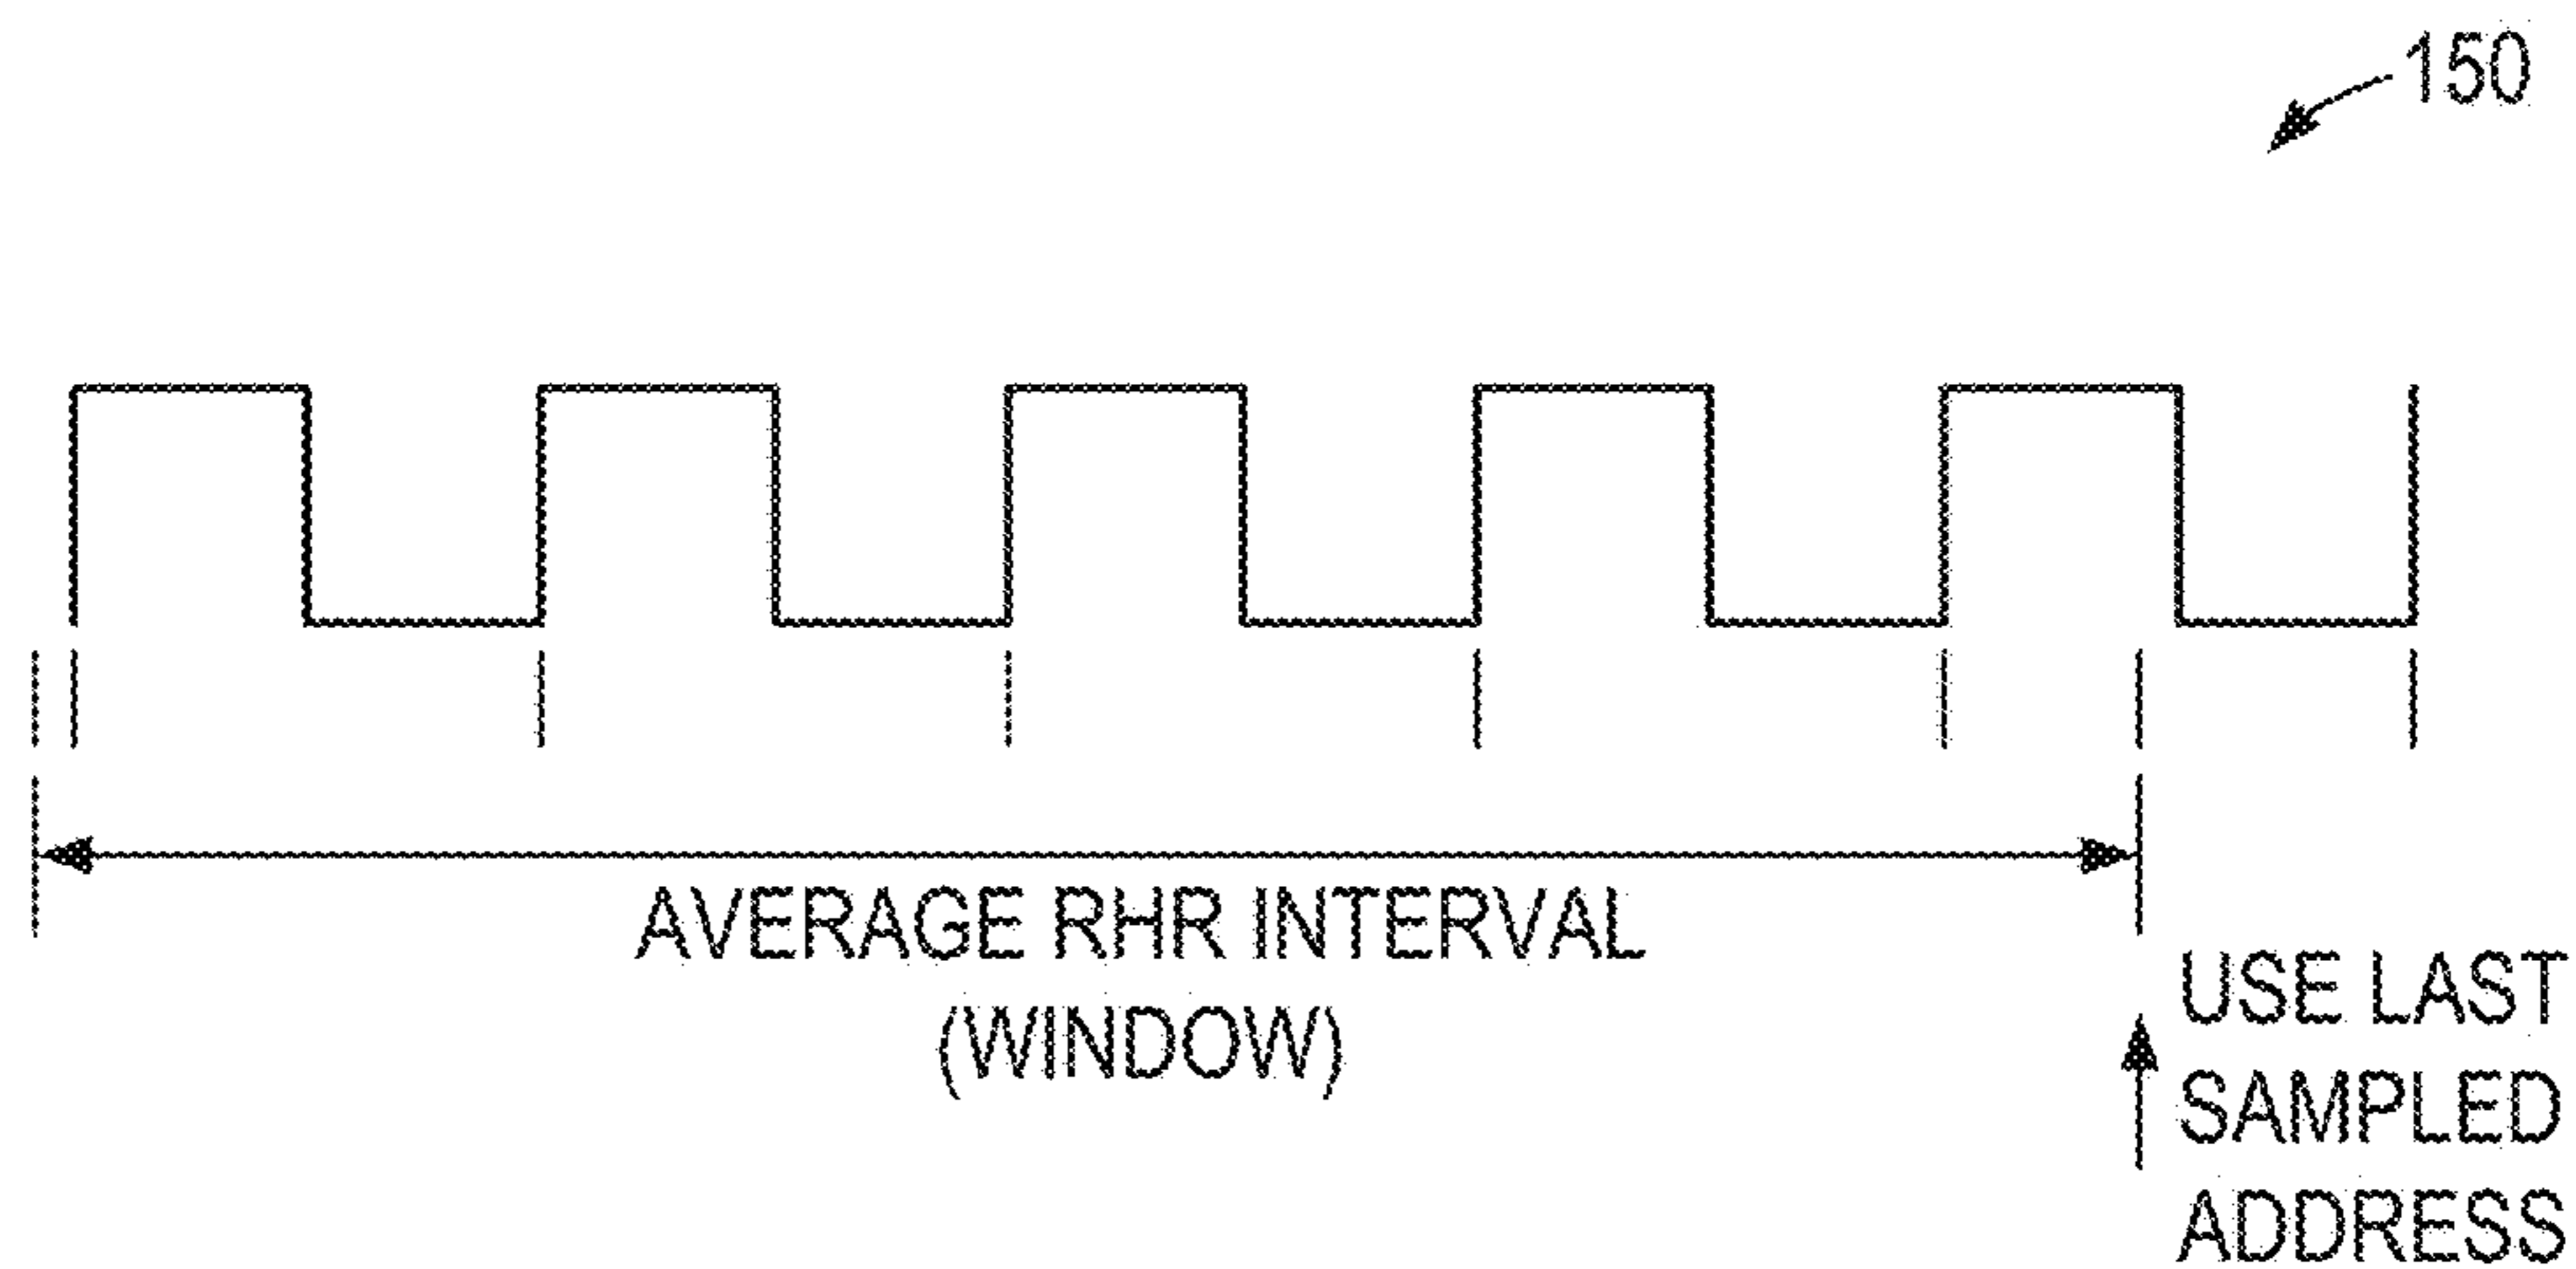 150
AVERAGE RHR INTERVAL
(WINDOW)
USE LAST
SAMPLED
ADDRESS